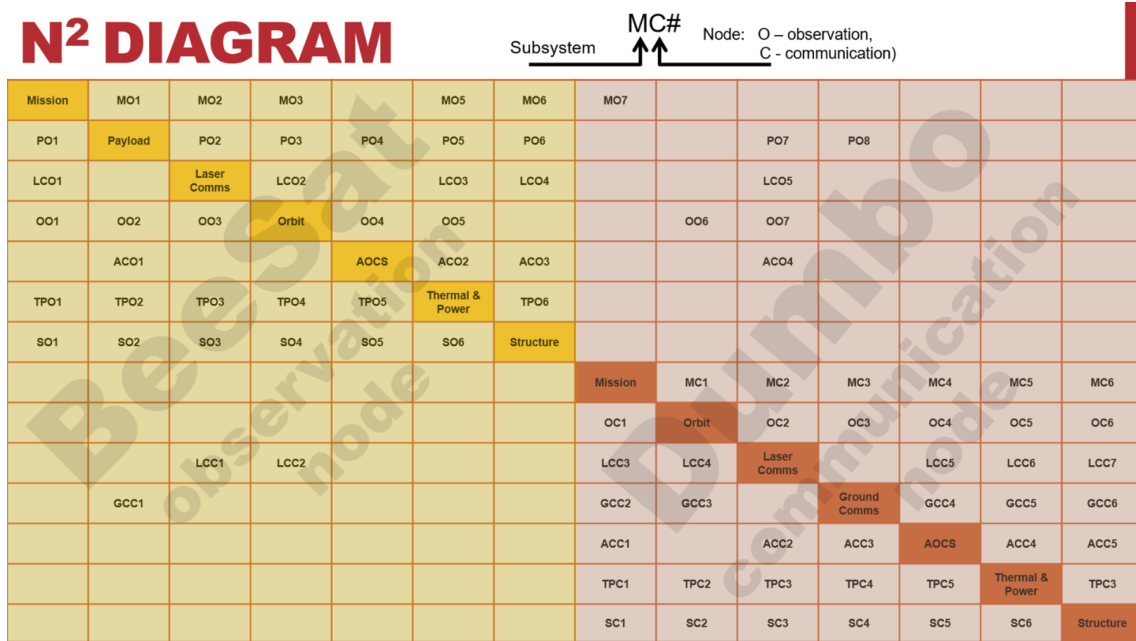 N² DIAGRAM
Subsystem
MC#
Node: O – observation,
C - communication)
Mission MO1 MO2 MO3 MO5 MO6 MO7
PO1 Payload PO2 PO3 PO4 PO5 PO6 PO7 PO8
LCO1 Laser Comms LCO2 LCO3 LCO4 LCO5
OO1 OO2 OO3 Orbit OO4 OO5 OO6 OO7
ACO1 AOCS ACO2 ACO3 ACO4
TPO1 TPO2 TPO3 TPO4 TPO5 Thermal & Power TPO6
SO1 SO2 SO3 SO4 SO5 SO6 Structure
Mission MC1 MC2 MC3 MC4 MC5 MC6
OC1 Orbit OC2 OC3 OC4 OC5 OC6
LCC1 LCC2 LCC3 LCC4 Laser Comms LCC5 LCC6 LCC7
GCC1 GCC2 GCC3 Ground Comms GCC4 GCC5 GCC6
ACC1 ACC2 ACC3 AOCS ACC4 ACC5
TPC1 TPC2 TPC3 TPC4 TPC5 Thermal & Power TPC3
SC1 SC2 SC3 SC4 SC5 SC6 Structure
BeeSat
observation
node
Dumbo
communication
node